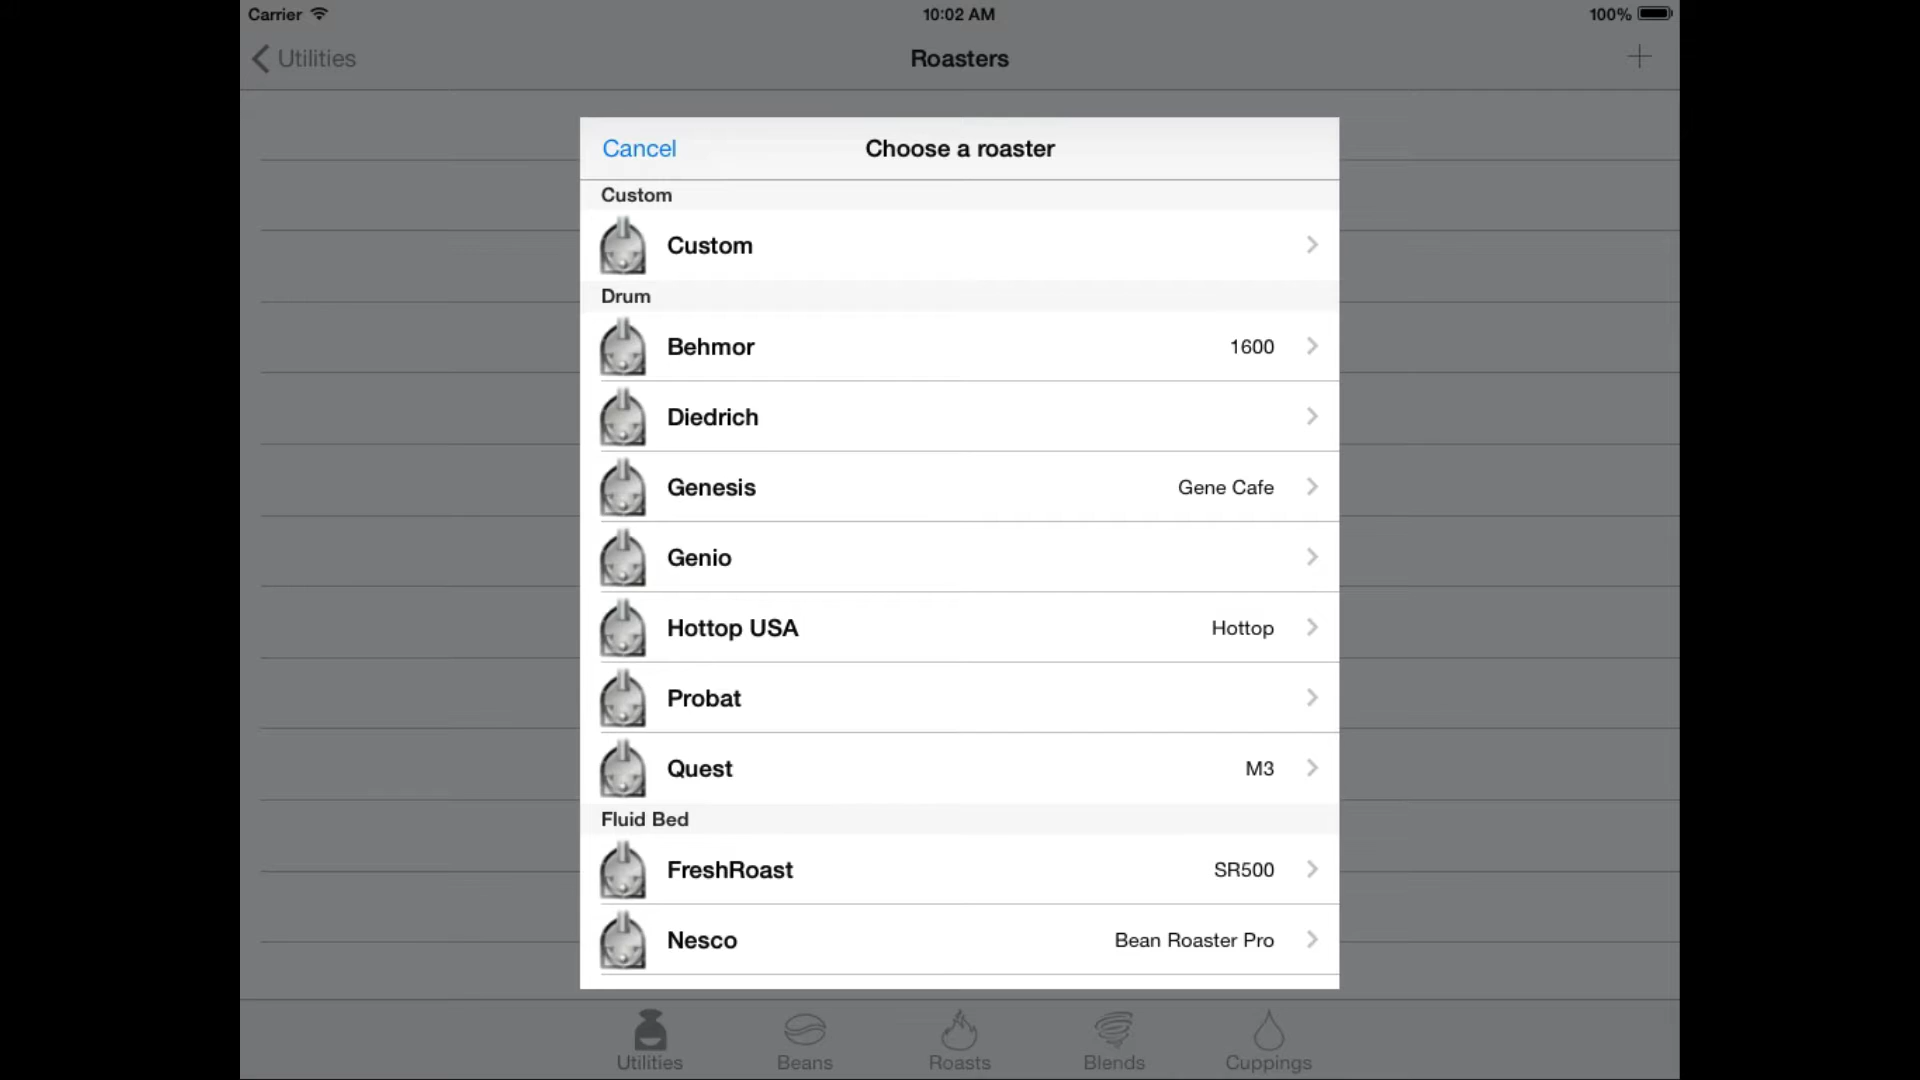 Carrier
10:02 AM
100%
Utilities
Roasters
Cancel
Choose a roaster
Custom
Custom
Drum
Behmor 1600
Diedrich
Genesis Gene Cafe
Genio
Hottop USA Hottop
Probat
Quest M3
Fluid Bed
FreshRoast SR500
Nesco Bean Roaster Pro
Utilities
Beans
Roasts
Blends
Cuppings